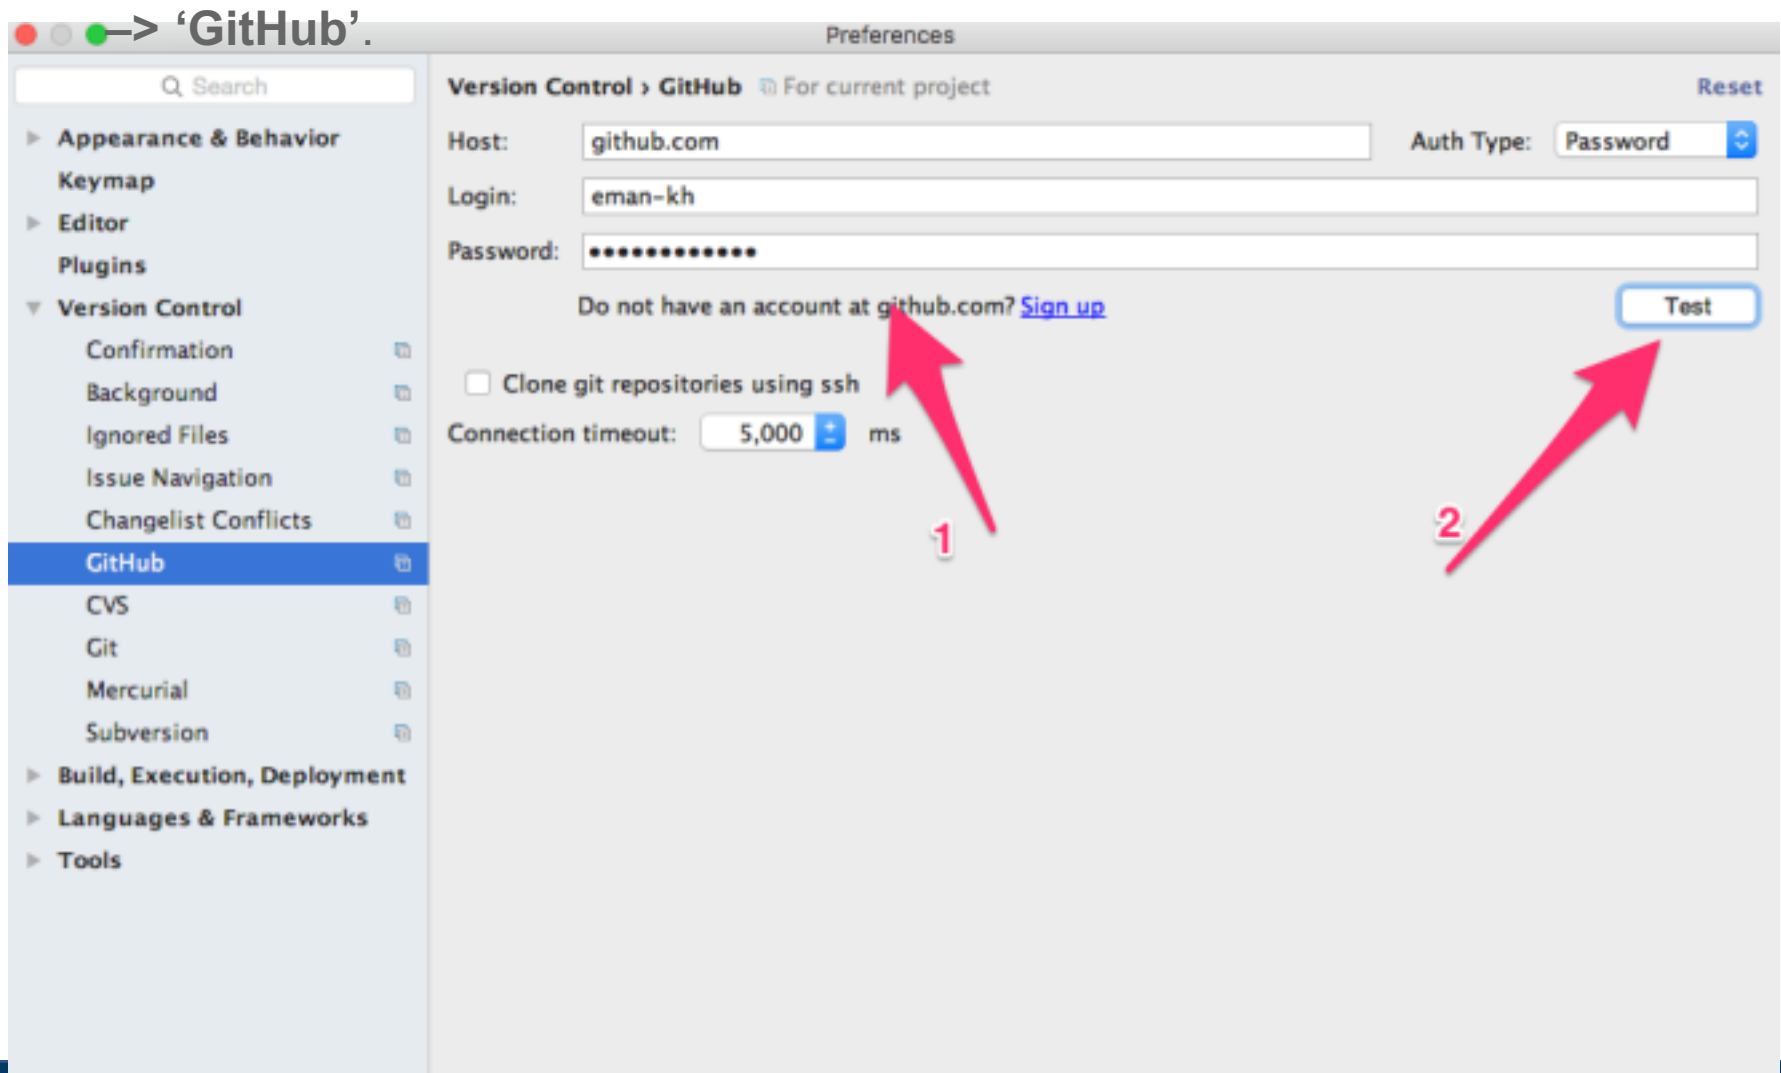 –> ‘GitHub’.
Preferences
Search
Appearance & Behavior
Keymap
Editor
Plugins
Version Control
Confirmation
Background
Ignored Files
Issue Navigation
Changelist Conflicts
GitHub
CVS
Git
Mercurial
Subversion
Build, Execution, Deployment
Languages & Frameworks
Tools
Version Control › GitHub For current project Reset
Host: github.com Auth Type: Password
Login: eman-kh
Password: ••••••••••••
Do not have an account at github.com? Sign up Test
Clone git repositories using ssh
Connection timeout: 5,000 ms
1
2